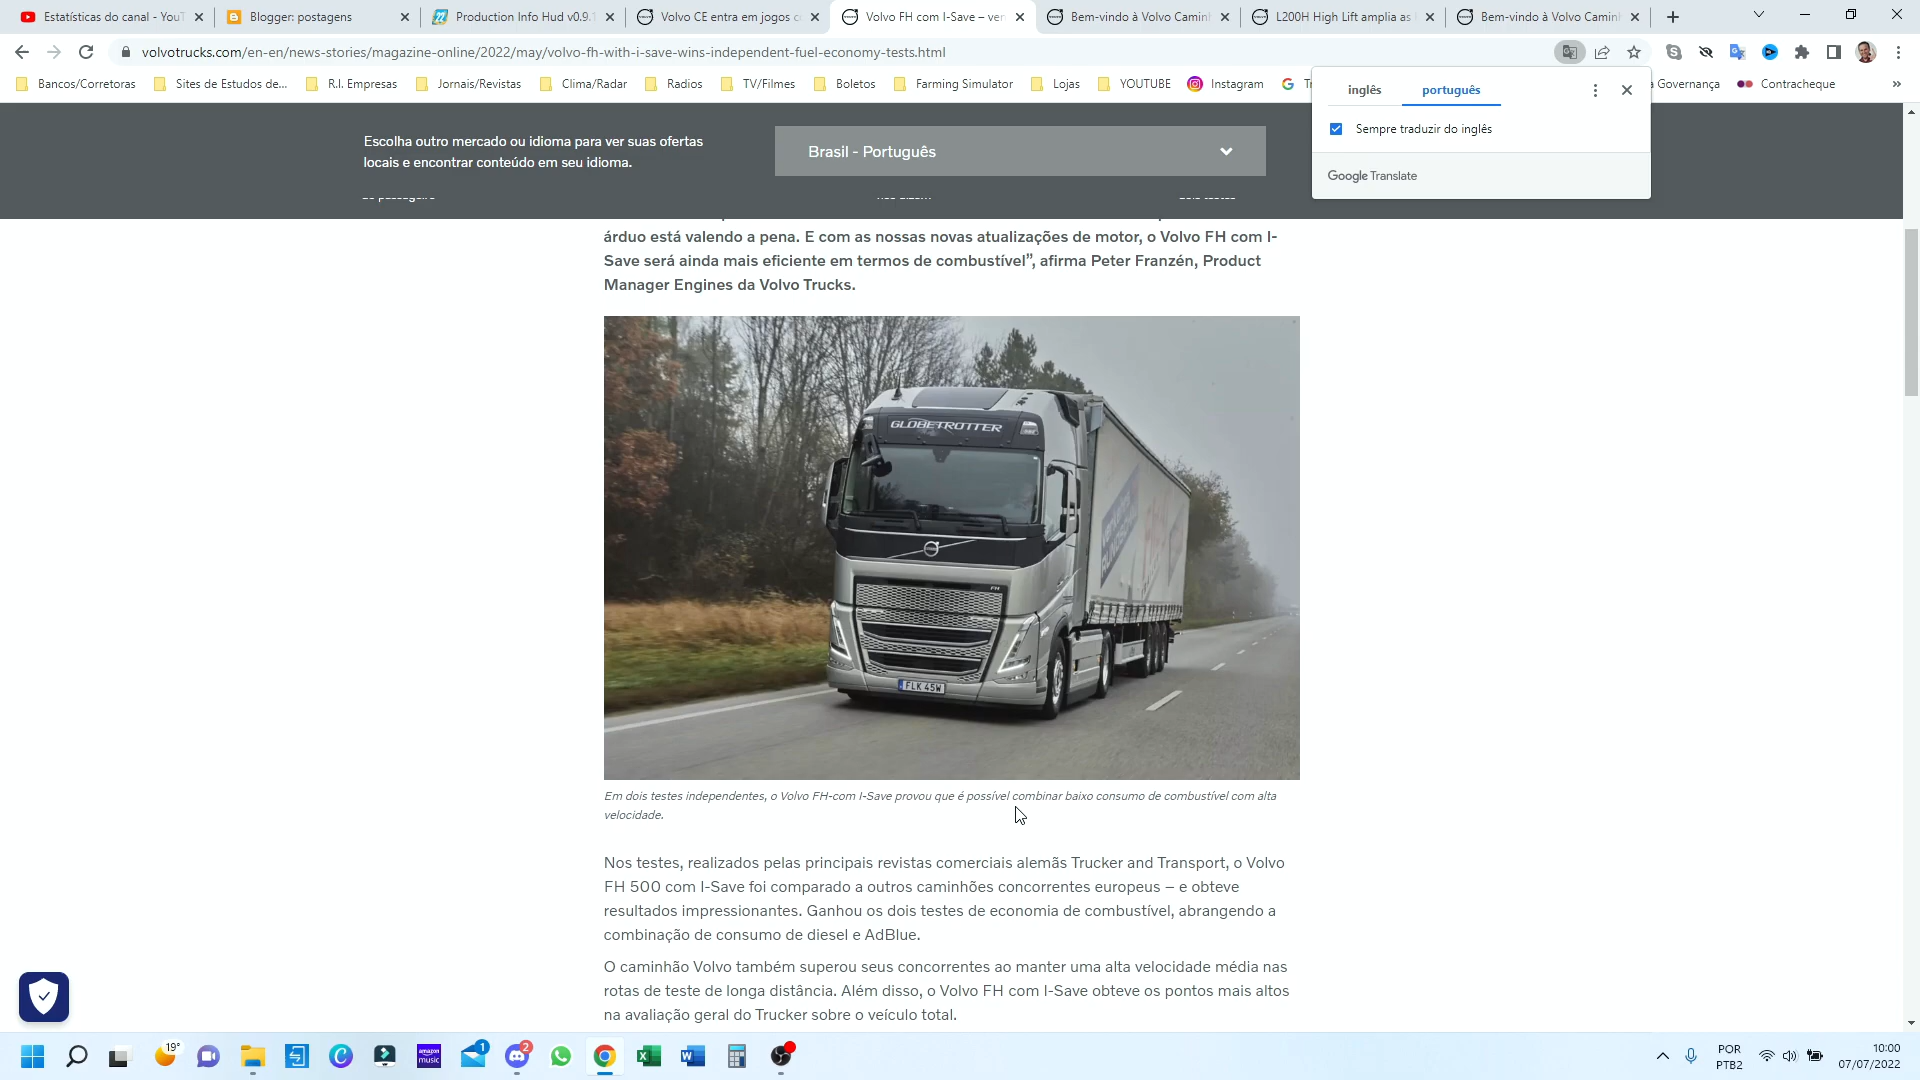 Estatísticas do canal - YouT
Blogger: postagens
Production Info Hud v0.9.
Volvo CE entra em jogos c
Volvo FH com I-Save – ver
Bem-vindo à Volvo Caminh
L200H High Lift amplia as
Bem-vindo à Volvo Camin
volvotrucks.com/en-en/news-stories/magazine-online/2022/may/volvo-fh-with-i-save-wins-independent-fuel-economy-tests.html
Bancos/Corretoras
Sites de Estudos de...
R.I. Empresas
Jornais/Revistas
Clima/Radar
Radios
TV/Filmes
Boletos
Farming Simulator
Lojas
YOUTUBE
Instagram
Governança
Contracheque
»
inglês
português
Sempre traduzir do inglês
Google Translate
Escolha outro mercado ou idioma para ver suas ofertas
locais e encontrar conteúdo em seu idioma.
Brasil - Português
árduo está valendo a pena. E com as nossas novas atualizações de motor, o Volvo FH com I-
Save será ainda mais eficiente em termos de combustível”, afirma Peter Franzén, Product
Manager Engines da Volvo Trucks.
GLOBETROTTER
FH
FLK 45W
Em dois testes independentes, o Volvo FH-com I-Save provou que é possível combinar baixo consumo de combustível com alta
velocidade.
Nos testes, realizados pelas principais revistas comerciais alemãs Trucker and Transport, o Volvo
FH 500 com I-Save foi comparado a outros caminhões concorrentes europeus – e obteve
resultados impressionantes. Ganhou os dois testes de economia de combustível, abrangendo a
combinação de consumo de diesel e AdBlue.
O caminhão Volvo também superou seus concorrentes ao manter uma alta velocidade média nas
rotas de teste de longa distância. Além disso, o Volvo FH com I-Save obteve os pontos mais altos
na avaliação geral do Trucker sobre o veículo total.
19°
amazon
music
1
2
POR
PTB2
10:00
07/07/2022